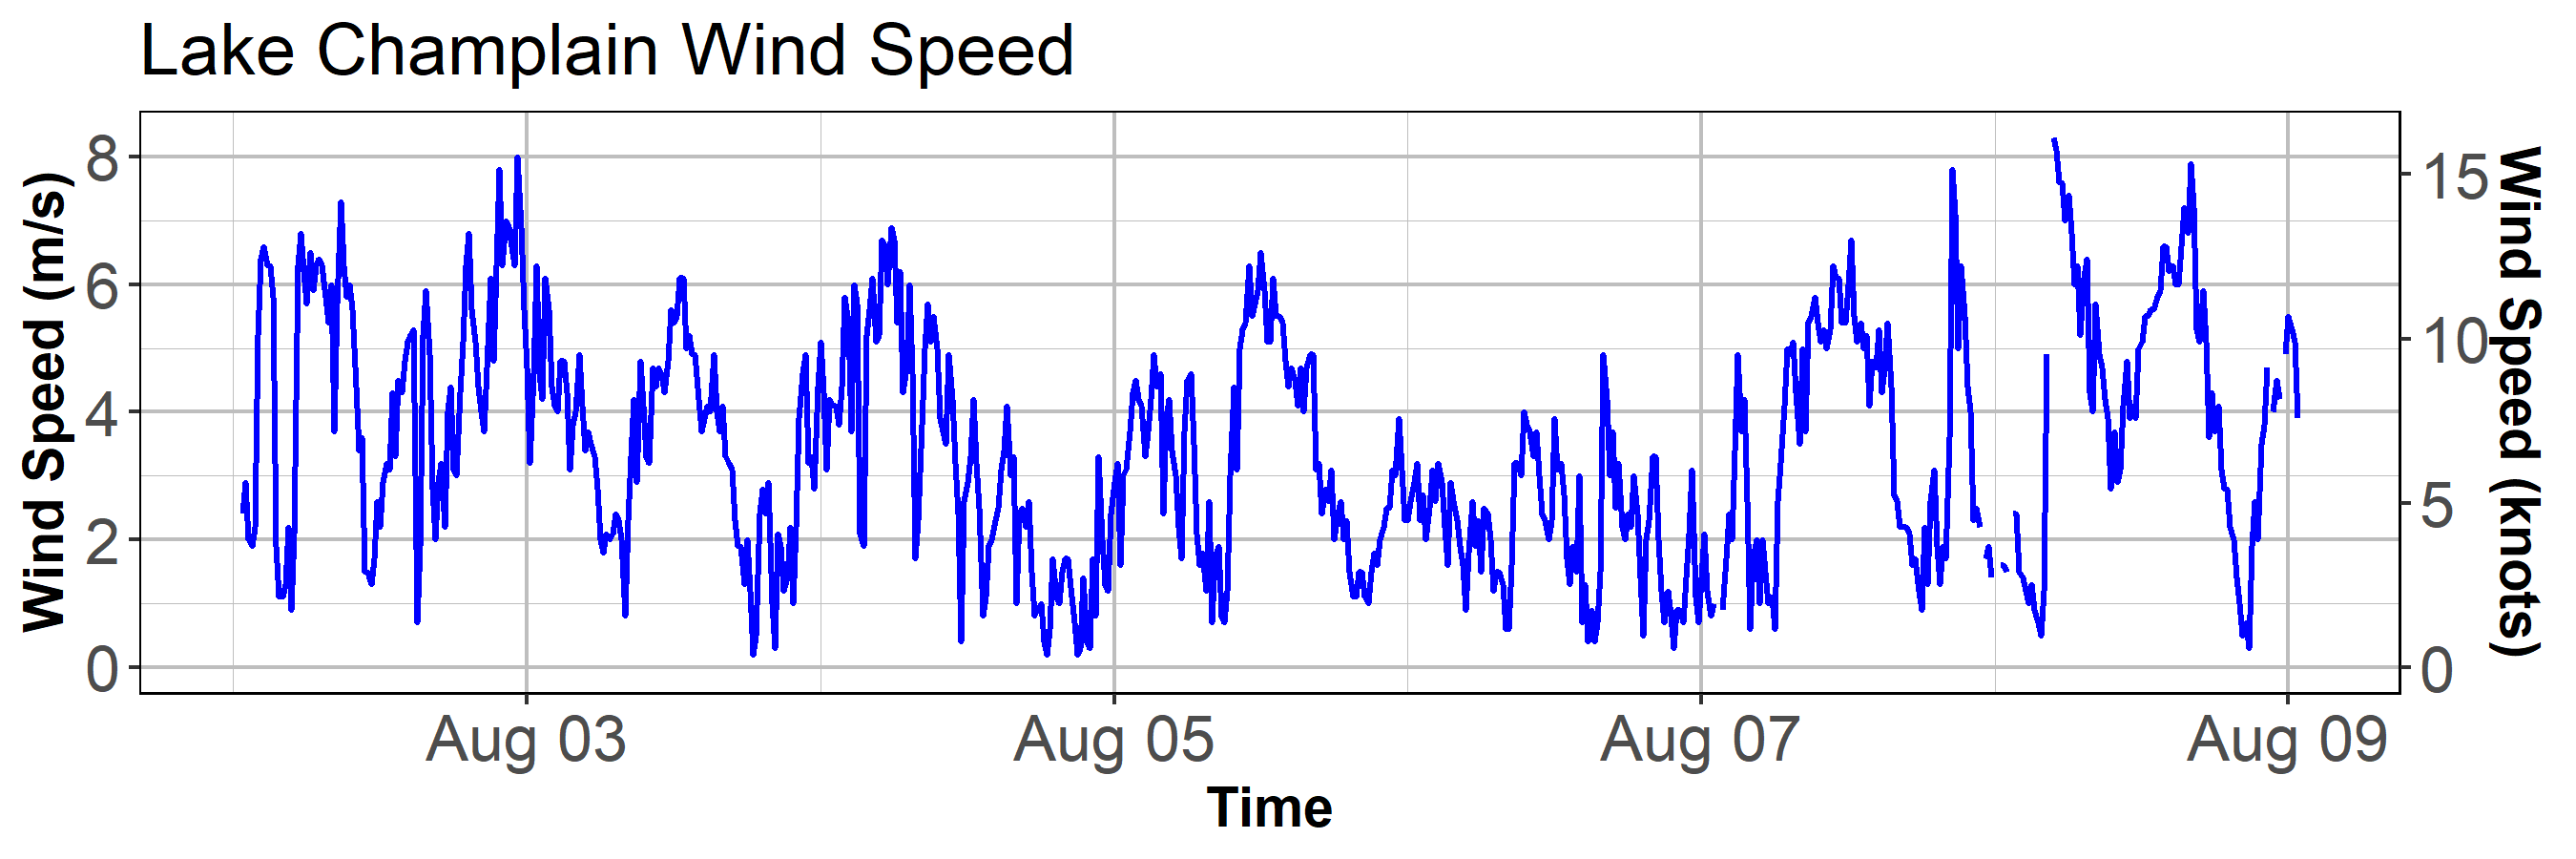 Lake Champlain Wind Speed
Wind Speed (m/s)
8
6
4
2
0
15
10
5
0
Wind Speed (knots)
Aug 03
Aug 05
Aug 07
Aug 09
Time